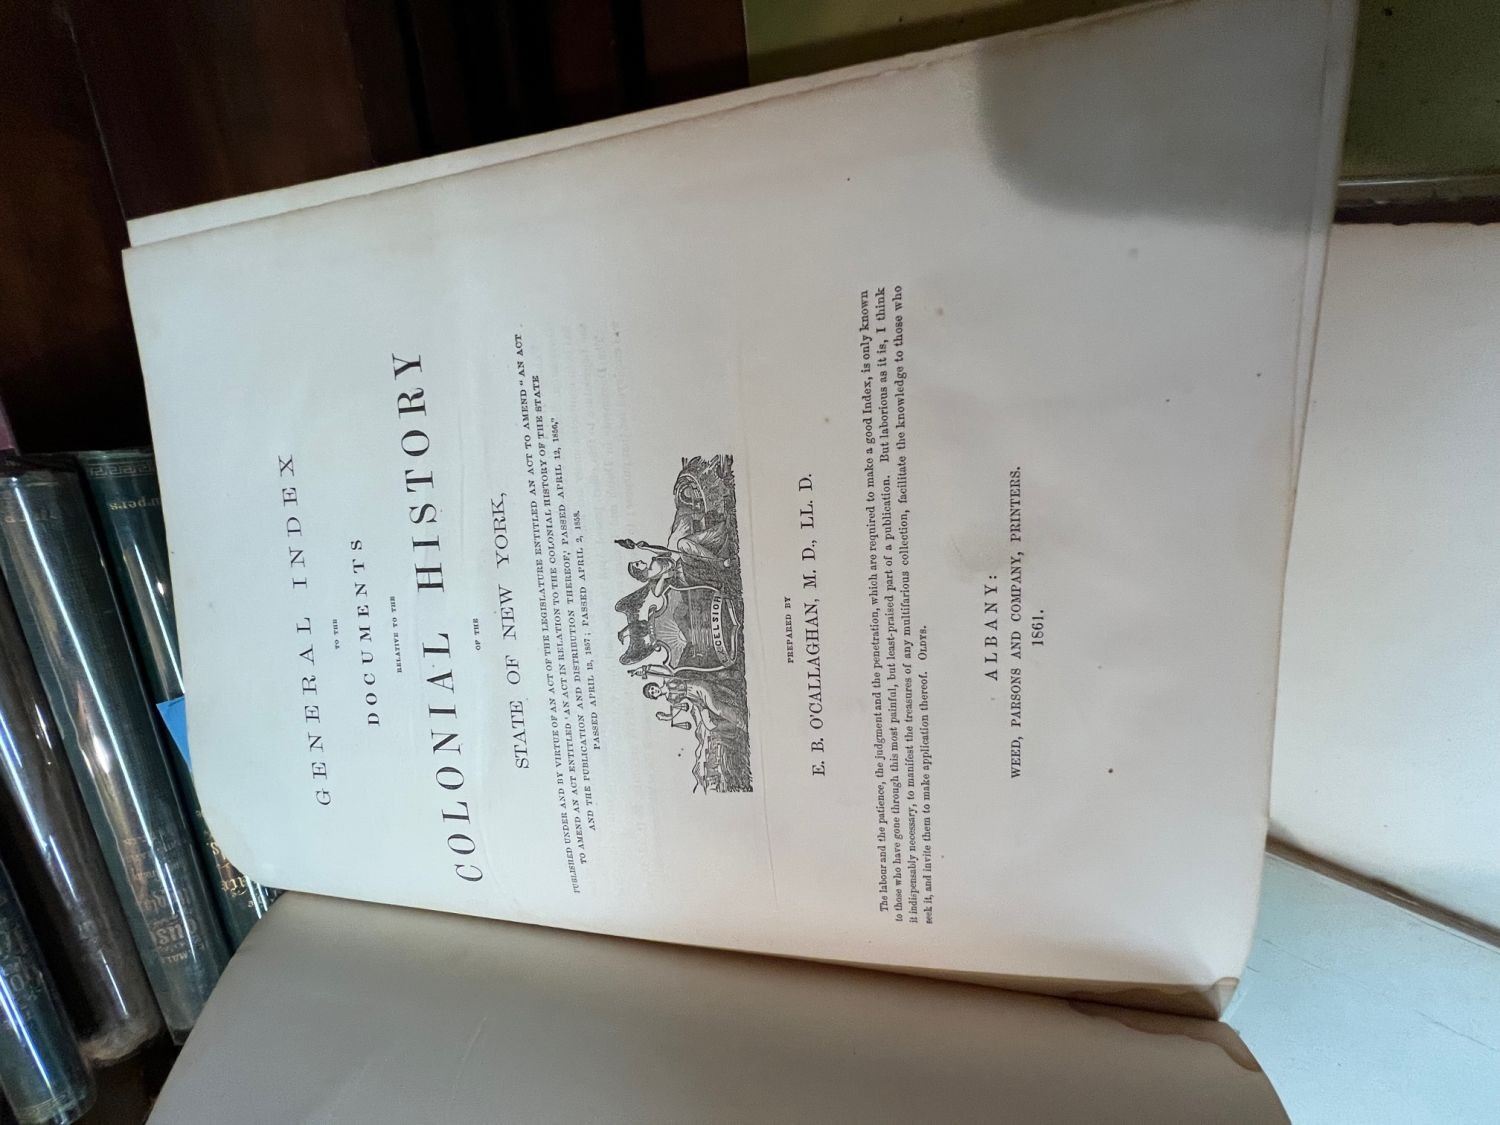 GENERAL INDEX
TO THE
DOCUMENTS
RELATIVE TO THE
COLONIAL HISTORY
OF THE
STATE OF NEW YORK,
PUBLISHED UNDER AND BY VIRTUE OF AN ACT OF THE LEGISLATURE ENTITLED AN ACT TO AMEND "AN ACT
TO AMEND AN ACT ENTITLED 'AN ACT IN RELATION TO THE COLONIAL HISTORY OF THE STATE
AND THE PUBLICATION AND DISTRIBUTION THEREOF,' PASSED APRIL 12, 1856,"
PASSED APRIL 13, 1857; PASSED APRIL 2, 1858.
EXCELSIOR
PREPARED BY
E. B. O'CALLAGHAN, M. D., LL. D.
The labour and the patience, the judgment and the penetration, which are required to make a good Index, is only known
to those who have gone through this most painful, but least-praised part of a publication. But laborious as it is, I think
it indispensably necessary, to manifest the treasures of any multifarious collection, facilitate the knowledge to those who
seek it, and invite them to make application thereof. OLDYS.
ALBANY:
WEED, PARSONS AND COMPANY, PRINTERS.
1861.